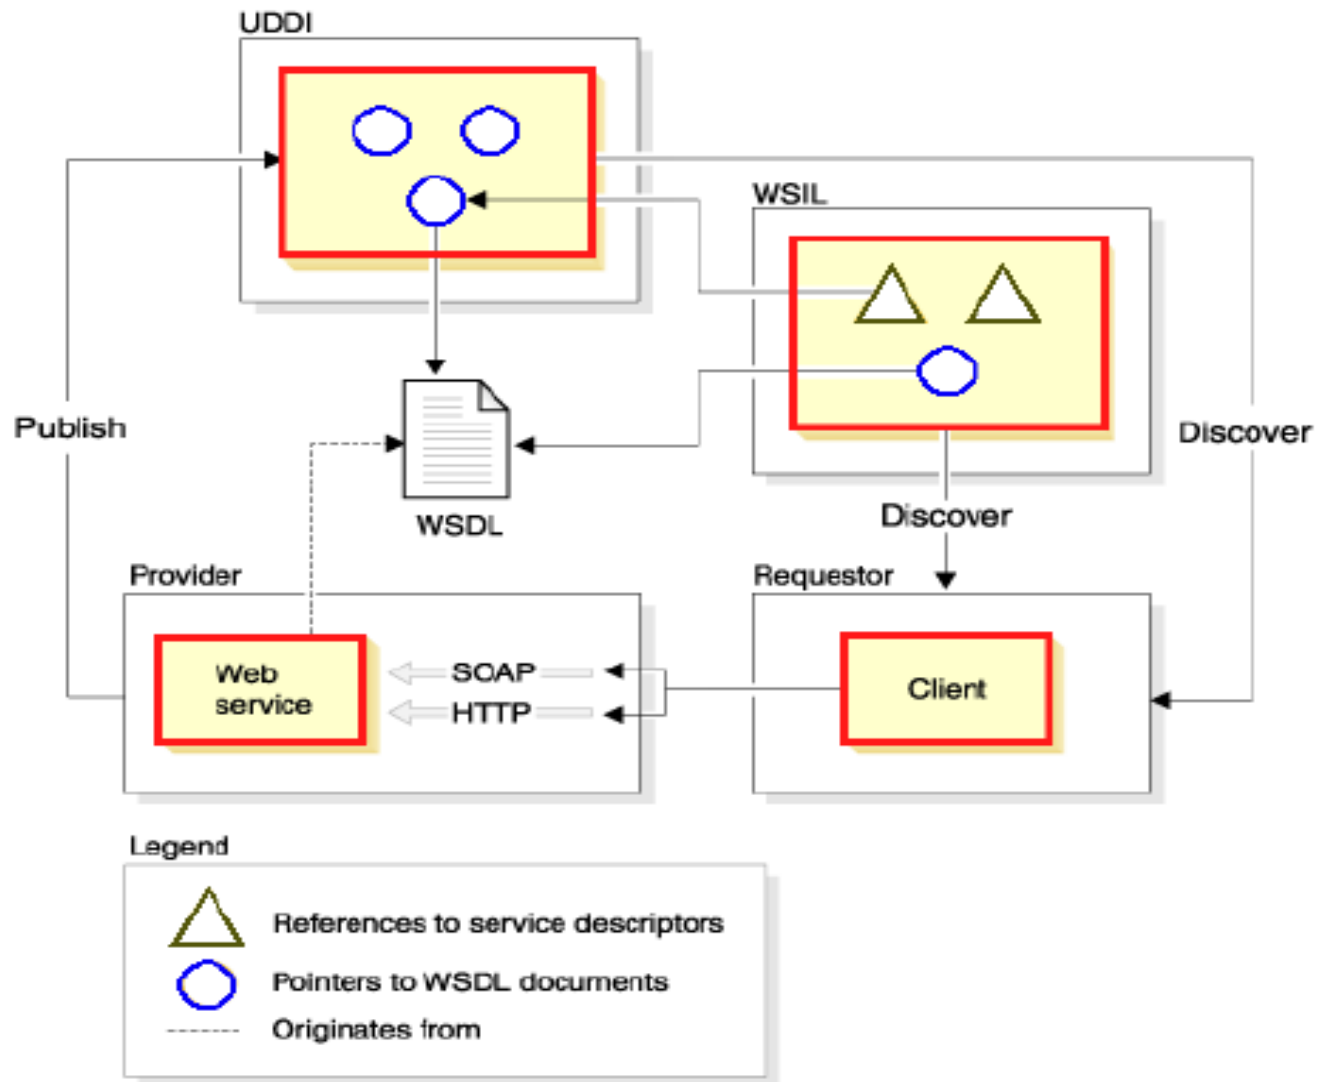 UDDI
WSIL
Publish
Discover
WSDL
Discover
Provider
Requestor
Web
service
SOAP
HTTP
Client
Legend
References to service descriptors
Pointers to WSDL documents
Originates from